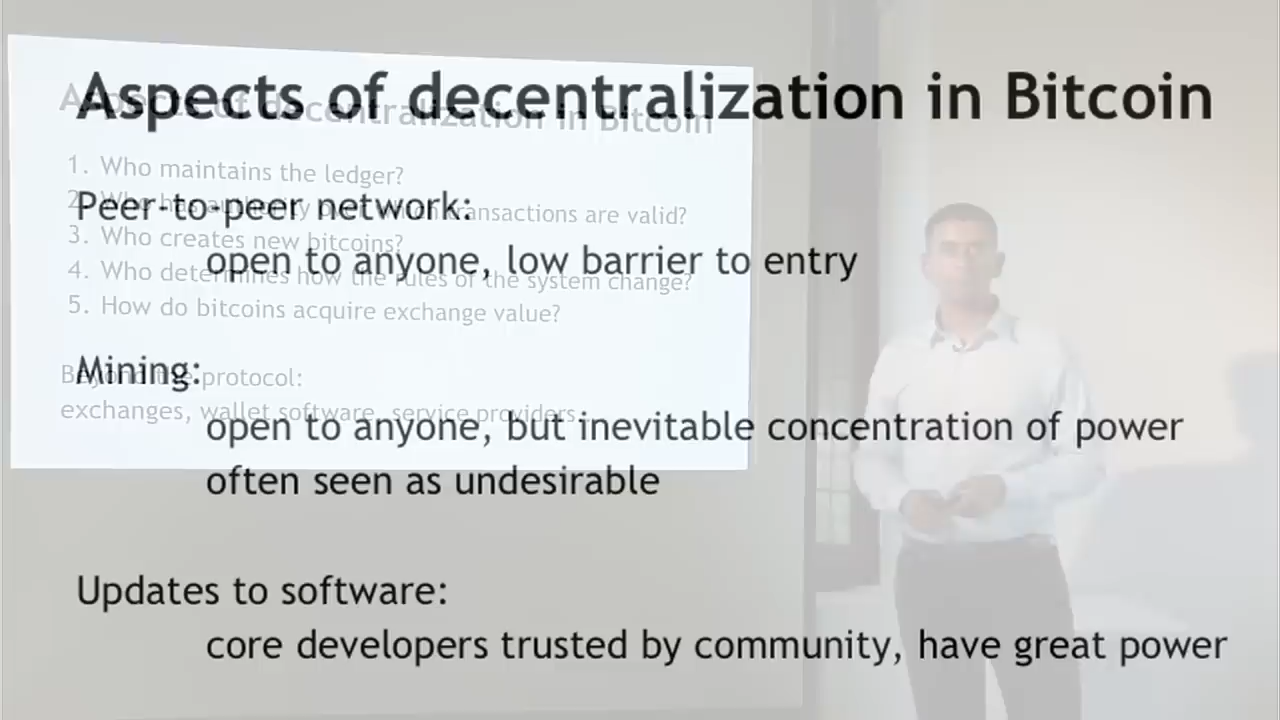 Aspects of decentralization in Bitcoin
Peer-to-peer network:
open to anyone, low barrier to entry
Mining:
open to anyone, but inevitable concentration of power
often seen as undesirable
Updates to software:
core developers trusted by community, have great power
Aspects of decentralization in Bitcoin
1. Who maintains the ledger?
2. Who has authority over which transactions are valid?
3. Who creates new bitcoins?
4. Who determines how the rules of the system change?
5. How do bitcoins acquire exchange value?
Beyond the protocol:
exchanges, wallet software, service providers...